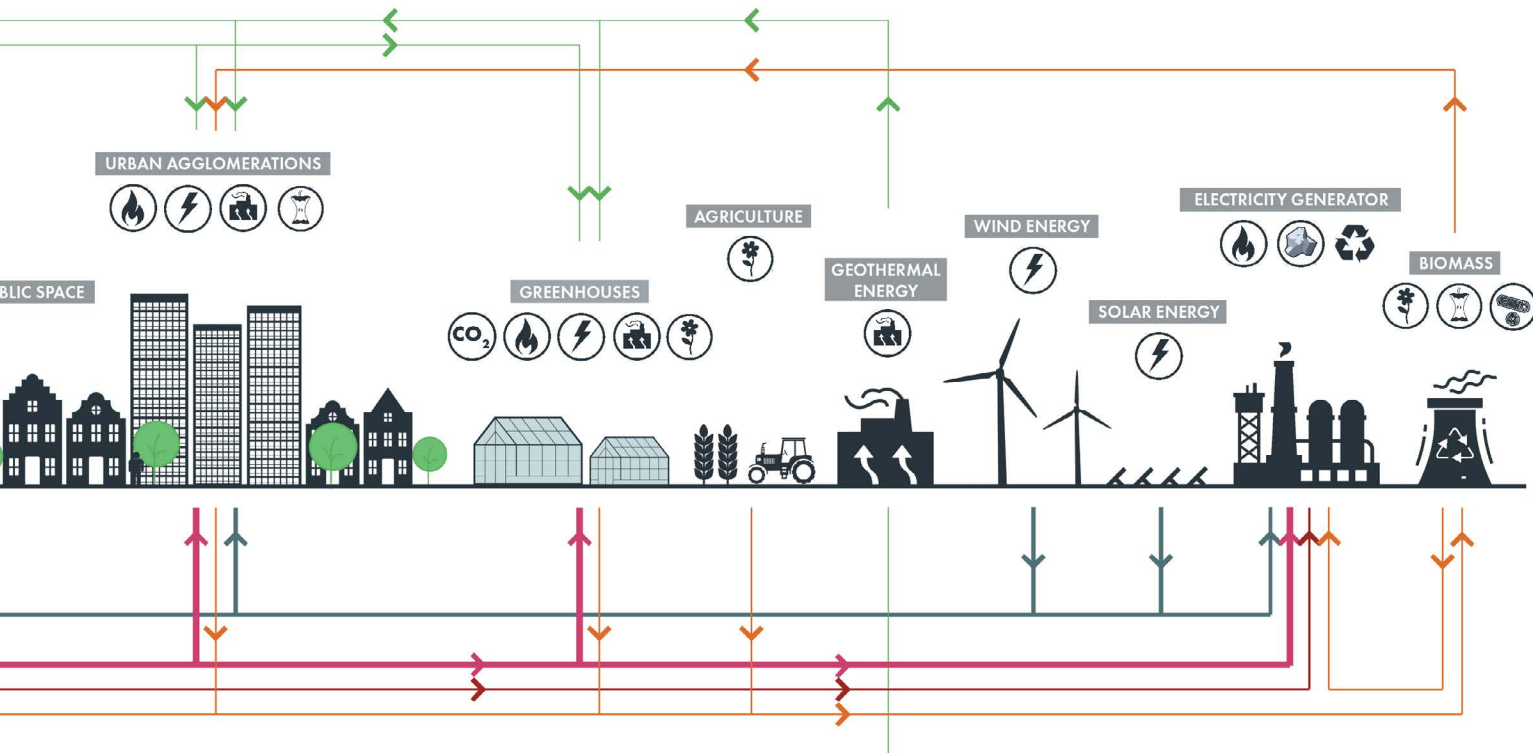 URBAN AGGLOMERATIONS
BLIC SPACE
GREENHOUSES
CO2
AGRICULTURE
GEOTHERMAL
ENERGY
WIND ENERGY
SOLAR ENERGY
ELECTRICITY GENERATOR
BIOMASS